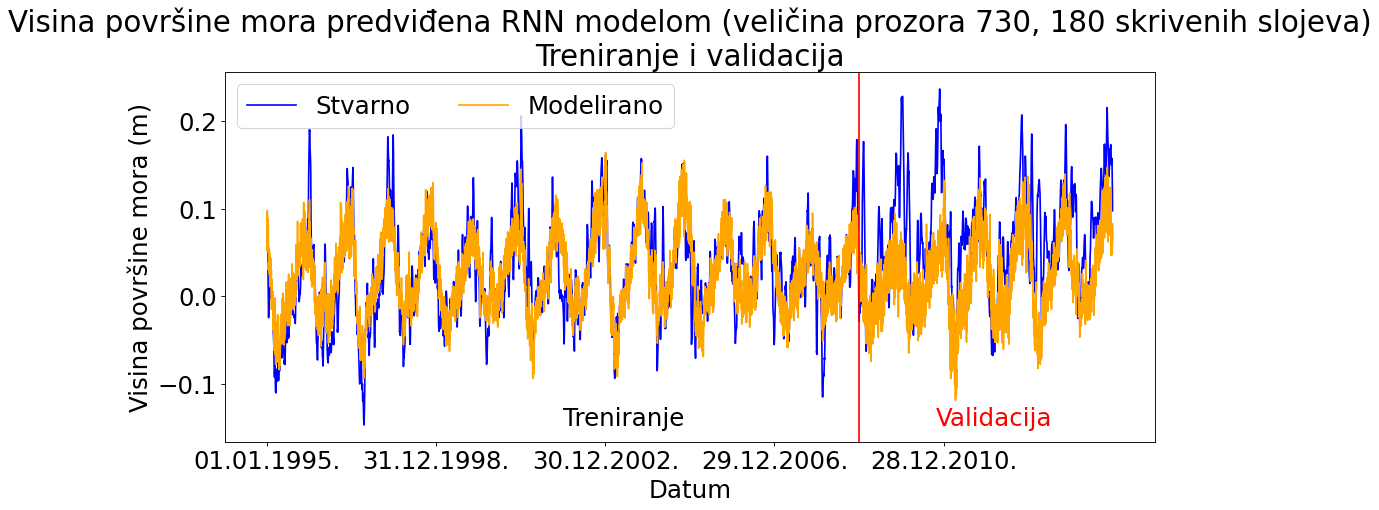 Visina površine mora predviđena RNN modelom (veličina prozora 730, 180 skrivenih slojeva)
Treniranje i validacija
Stvarno
Modelirano
Visina površine mora (m)
0.2
0.1
0.0
−0.1
Treniranje
Validacija
01.01.1995.
31.12.1998.
30.12.2002.
29.12.2006.
28.12.2010.
Datum